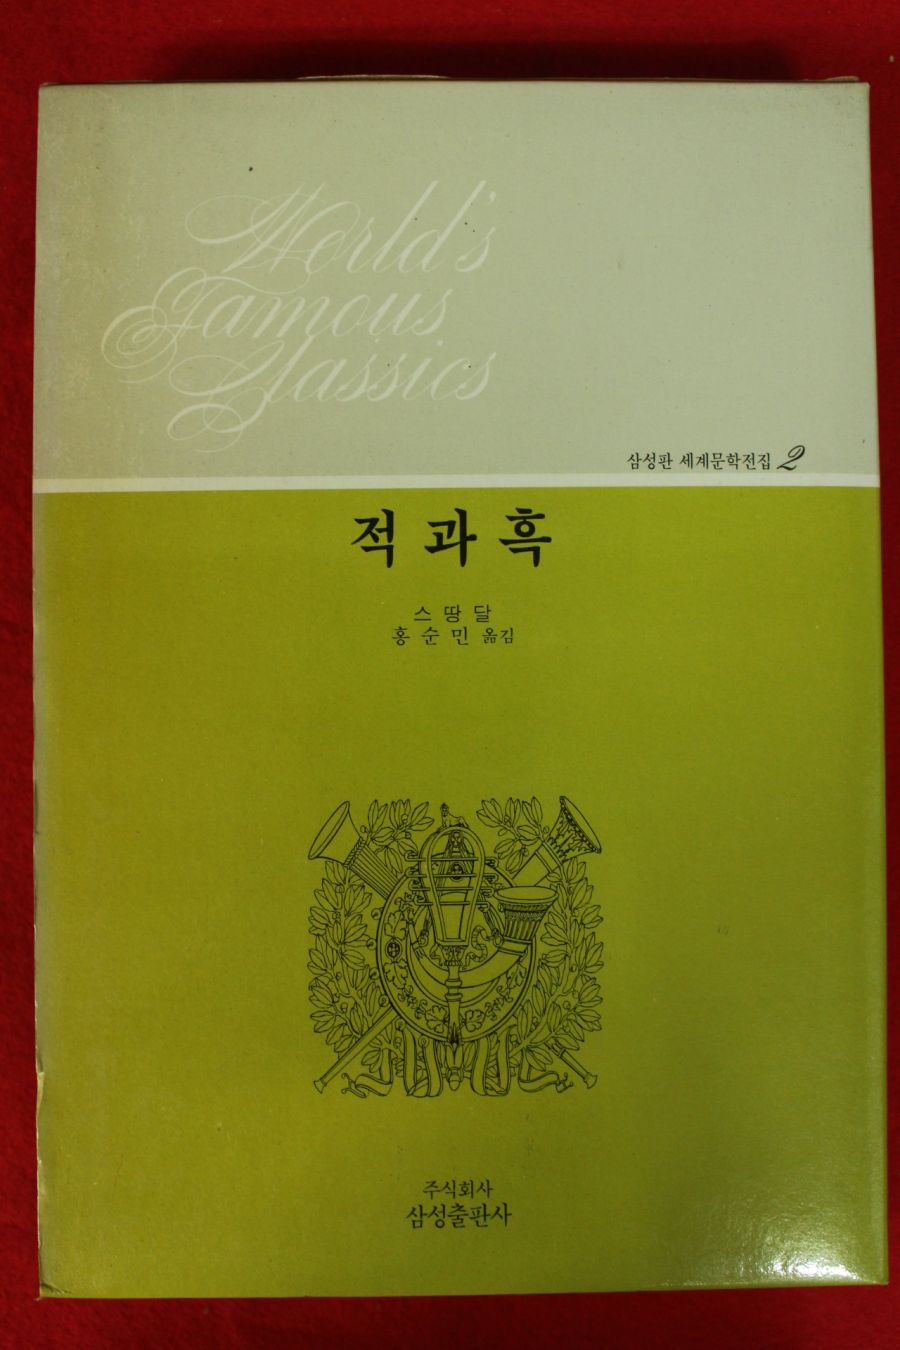 World's
Famous
Classics
삼성판 세계문학전집 2
적과흑
스땅달
홍순민 옮김
주식회사
삼성출판사